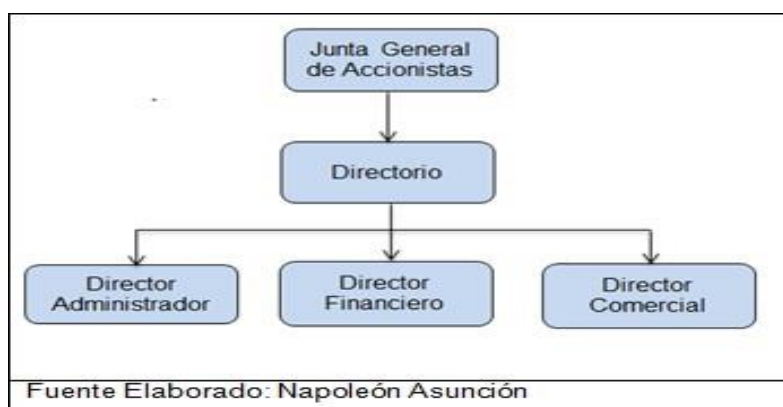 Junta General
de Accionistas
Directorio
Director
Administrador
Director
Financiero
Director
Comercial
Fuente Elaborado: Napoleón Asunción